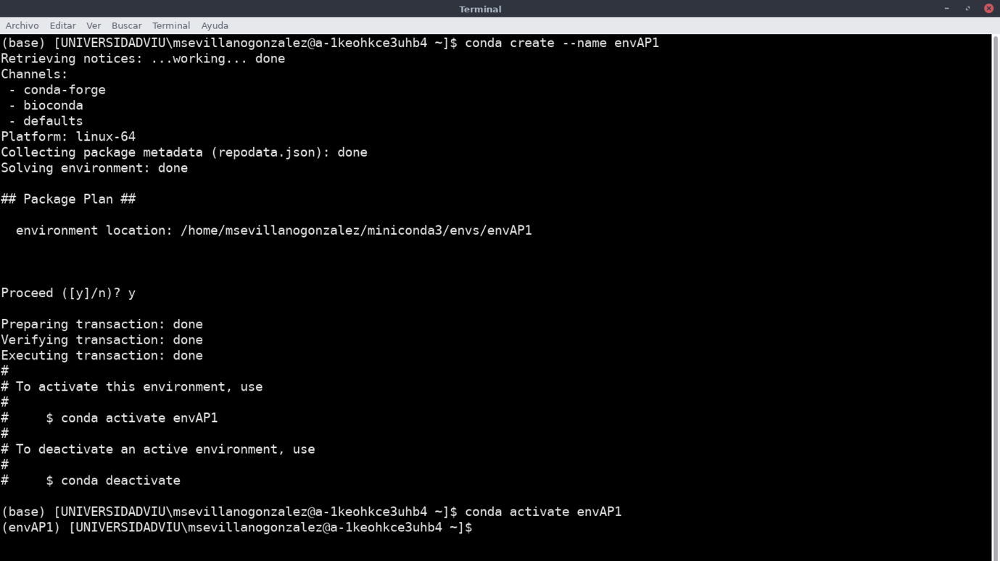 Terminal
Archivo Editar Ver Buscar Terminal Ayuda
(base) [UNIVERSIDADVIU\msevillanogonzalez@a-1keohkce3uhb4 ~]$ conda create --name envAP1
Retrieving notices: ...working... done
Channels:
 - conda-forge
 - bioconda
 - defaults
Platform: linux-64
Collecting package metadata (repodata.json): done
Solving environment: done
## Package Plan ##
  environment location: /home/msevillanogonzalez/miniconda3/envs/envAP1
Proceed ([y]/n)? y
Preparing transaction: done
Verifying transaction: done
Executing transaction: done
#
# To activate this environment, use
#
#     $ conda activate envAP1
#
# To deactivate an active environment, use
#
#     $ conda deactivate
(base) [UNIVERSIDADVIU\msevillanogonzalez@a-1keohkce3uhb4 ~]$ conda activate envAP1
(envAP1) [UNIVERSIDADVIU\msevillanogonzalez@a-1keohkce3uhb4 ~]$